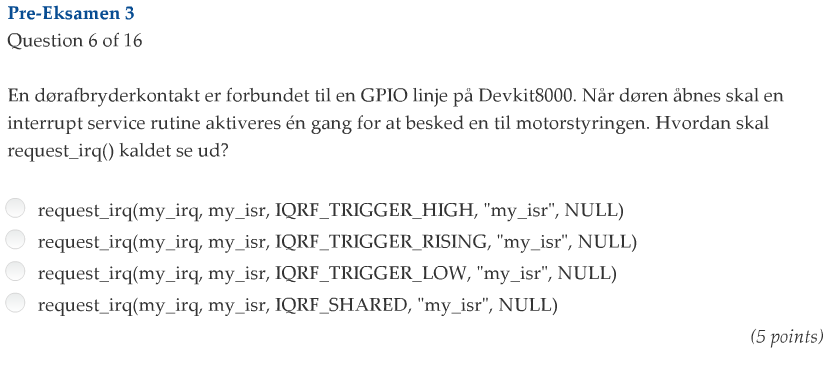 Pre-Eksamen 3
Question 6 of 16
En dørafbryderkontakt er forbundet til en GPIO linje på Devkit8000. Når døren åbnes skal en
interrupt service rutine aktiveres én gang for at besked en til motorstyringen. Hvordan skal
request_irq() kaldet se ud?
request_irq(my_irq, my_isr, IQRF_TRIGGER_HIGH, "my_isr", NULL)
request_irq(my_irq, my_isr, IQRF_TRIGGER_RISING, "my_isr", NULL)
request_irq(my_irq, my_isr, IQRF_TRIGGER_LOW, "my_isr", NULL)
request_irq(my_irq, my_isr, IQRF_SHARED, "my_isr", NULL)
(5 points)